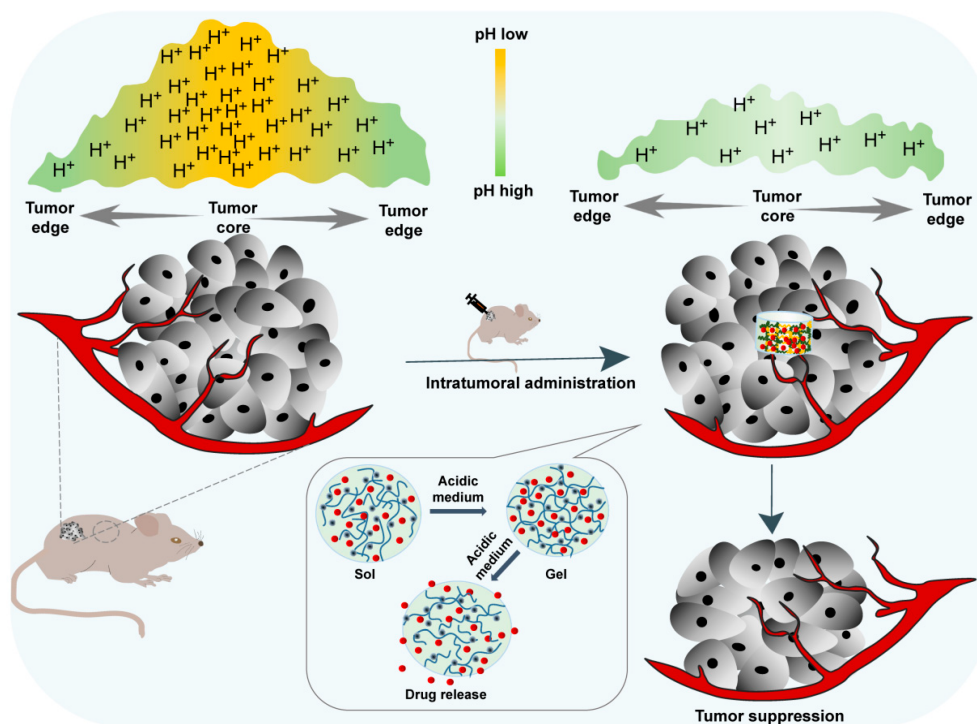 pH low
pH high
H⁺ H⁺ H⁺ H⁺ H⁺ H⁺ H⁺ H⁺ H⁺ H⁺ H⁺ H⁺ H⁺ H⁺ H⁺ H⁺ H⁺ H⁺ H⁺ H⁺ H⁺ H⁺ H⁺ H⁺ H⁺ H⁺ H⁺ H⁺ H⁺ H⁺ H⁺ H⁺
Tumor
edge
Tumor
core
Tumor
edge
H⁺ H⁺ H⁺ H⁺ H⁺ H⁺ H⁺ H⁺ H⁺ H⁺
Tumor
edge
Tumor
core
Tumor
edge
Intratumoral administration
Acidic
medium
Sol
Gel
Acidic
medium
Drug release
Tumor suppression